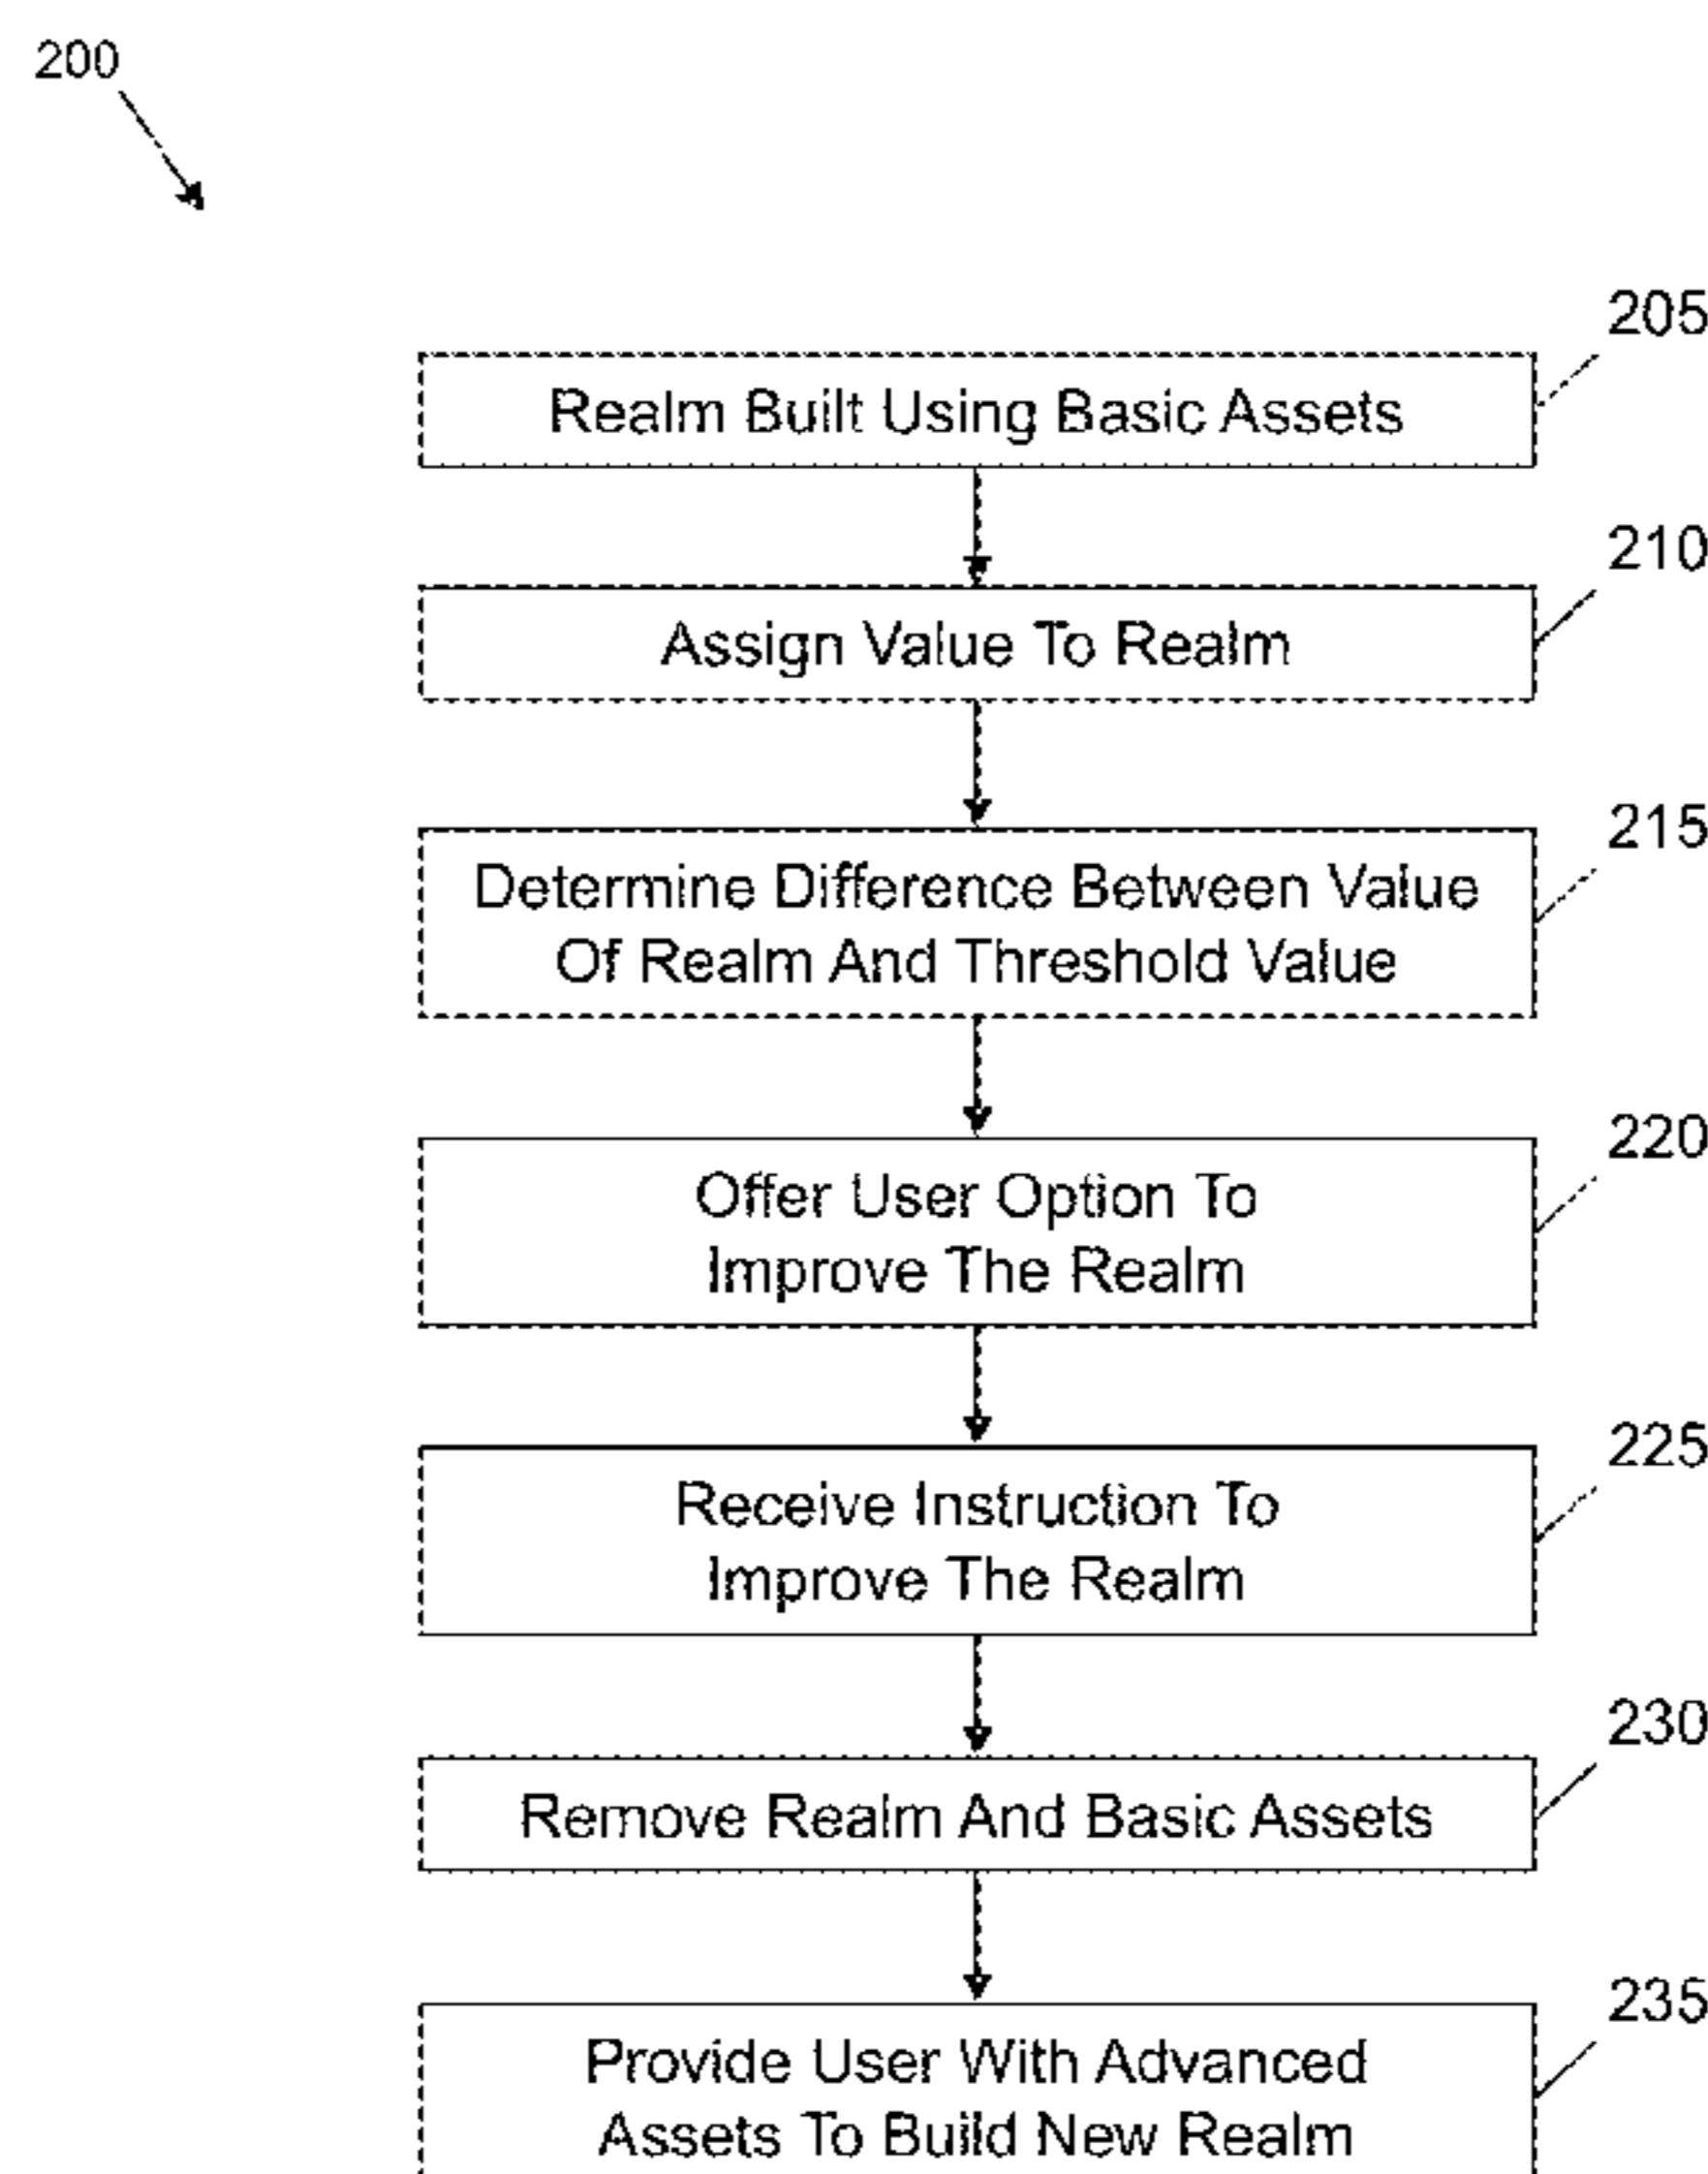 200
205
Realm Built Using Basic Assets
210
Assign Value To Realm
215
Determine Difference Between Value
Of Realm And Threshold Value
220
Offer User Option To
Improve The Realm
225
Receive Instruction To
Improve The Realm
230
Remove Realm And Basic Assets
235
Provide User With Advanced
Assets To Build New Realm